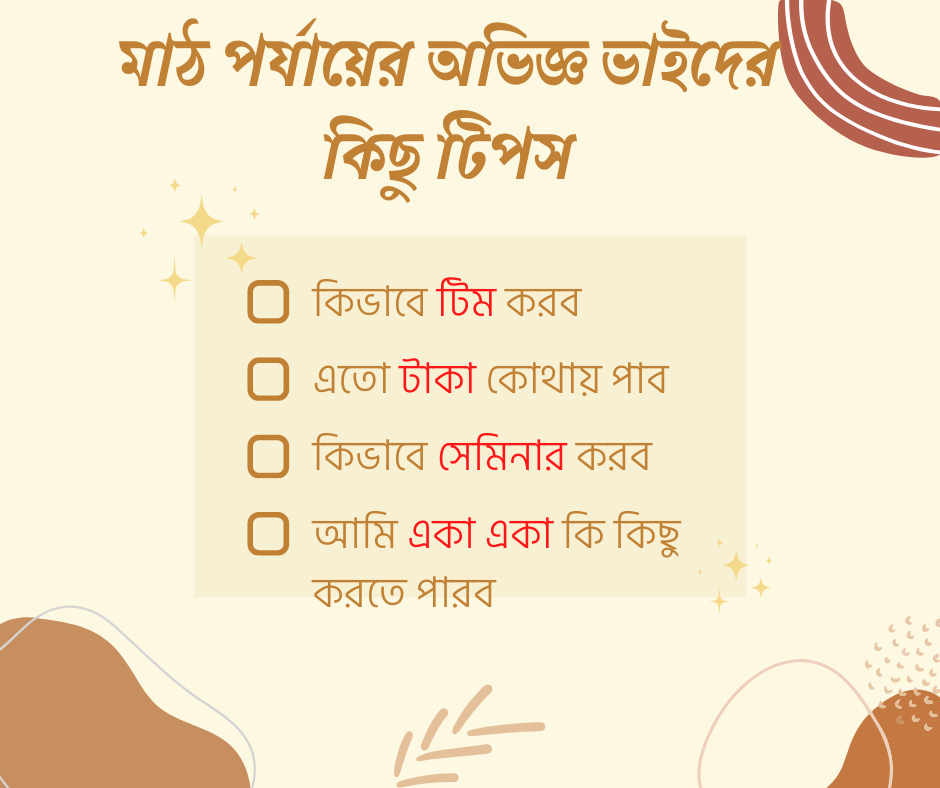 মাঠ পর্যায়ের অভিজ্ঞ ভাইদের
কিছু টিপস
কিভাবে টিম করব
এতো টাকা কোথায় পাব
কিভাবে সেমিনার করব
আমি একা একা কি কিছু
করতে পারব